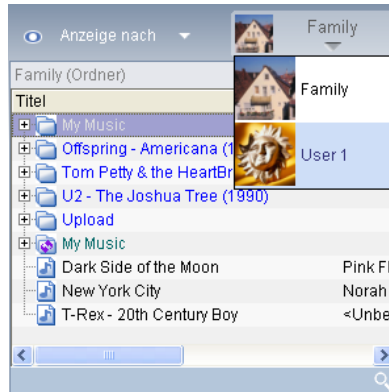 Anzeige nach
Family
Family (Ordner)
Family
Titel
My Music
User 1
Offspring - Americana (1
Tom Petty & the HeartBr
U2 - The Joshua Tree (1990)
Upload
My Music
Dark Side of the Moon Pink Fl
New York City Norah
T-Rex - 20th Century Boy <Unbe